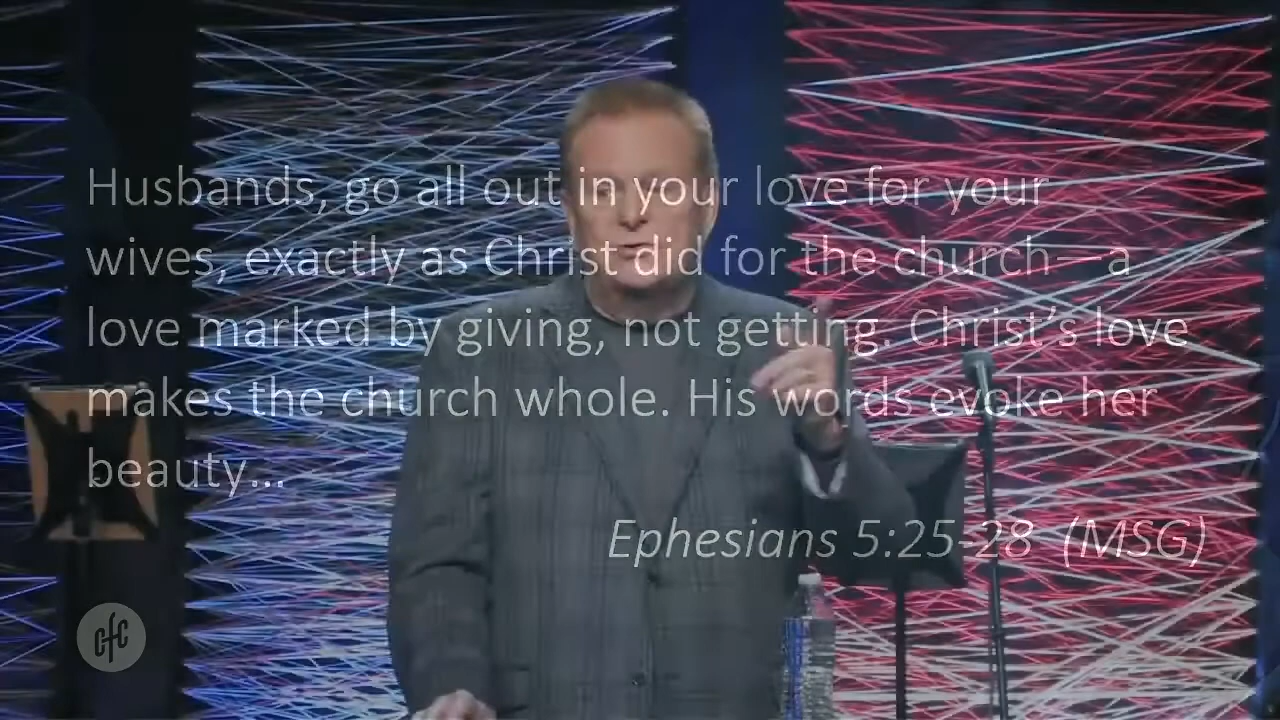 Husbands, go all out in your love for your
wives, exactly as Christ did for the church—a
love marked by giving, not getting. Christ’s love
makes the church whole. His words evoke her
beauty...
Ephesians 5:25-28 (MSG)
cfc